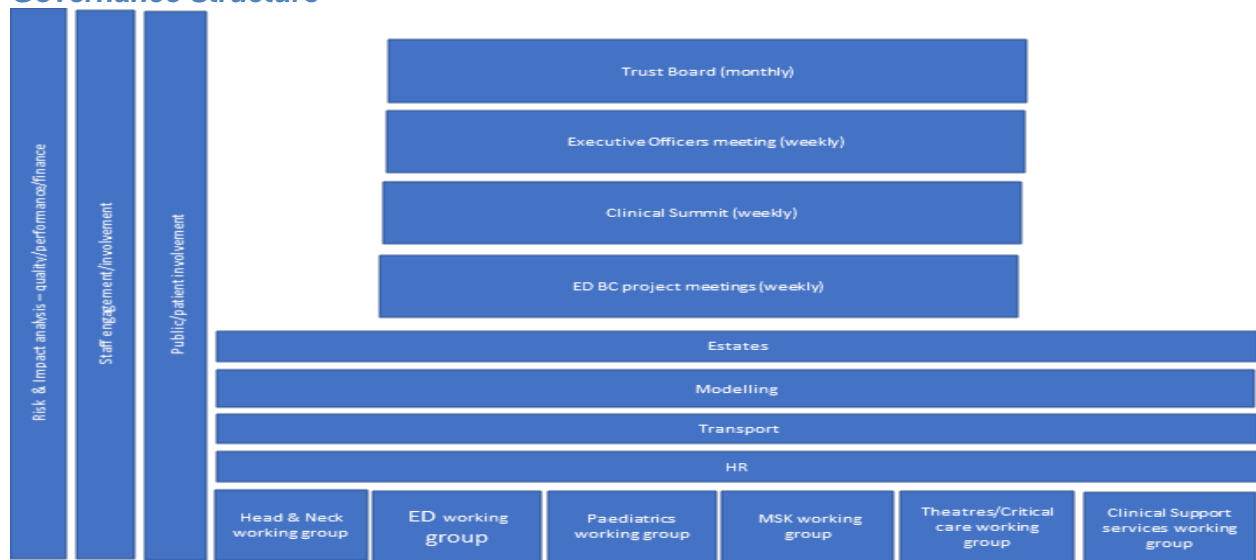 Governance Structure
Risk & Impact analysis – quality/performance/finance
Staff engagement/involvement
Public/patient involvement
Trust Board (monthly)
Executive Officers meeting (weekly)
Clinical Summit (weekly)
ED BC project meetings (weekly)
Estates
Modelling
Transport
HR
Head & Neck
working group
ED working
group
Paediatrics
working group
MSK working
group
Theatres/Critical
care working
group
Clinical Support
services working
group